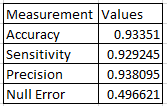 Measurement Values
Accuracy 0.93351
Sensitivity 0.929245
Precision 0.938095
Null Error 0.496621